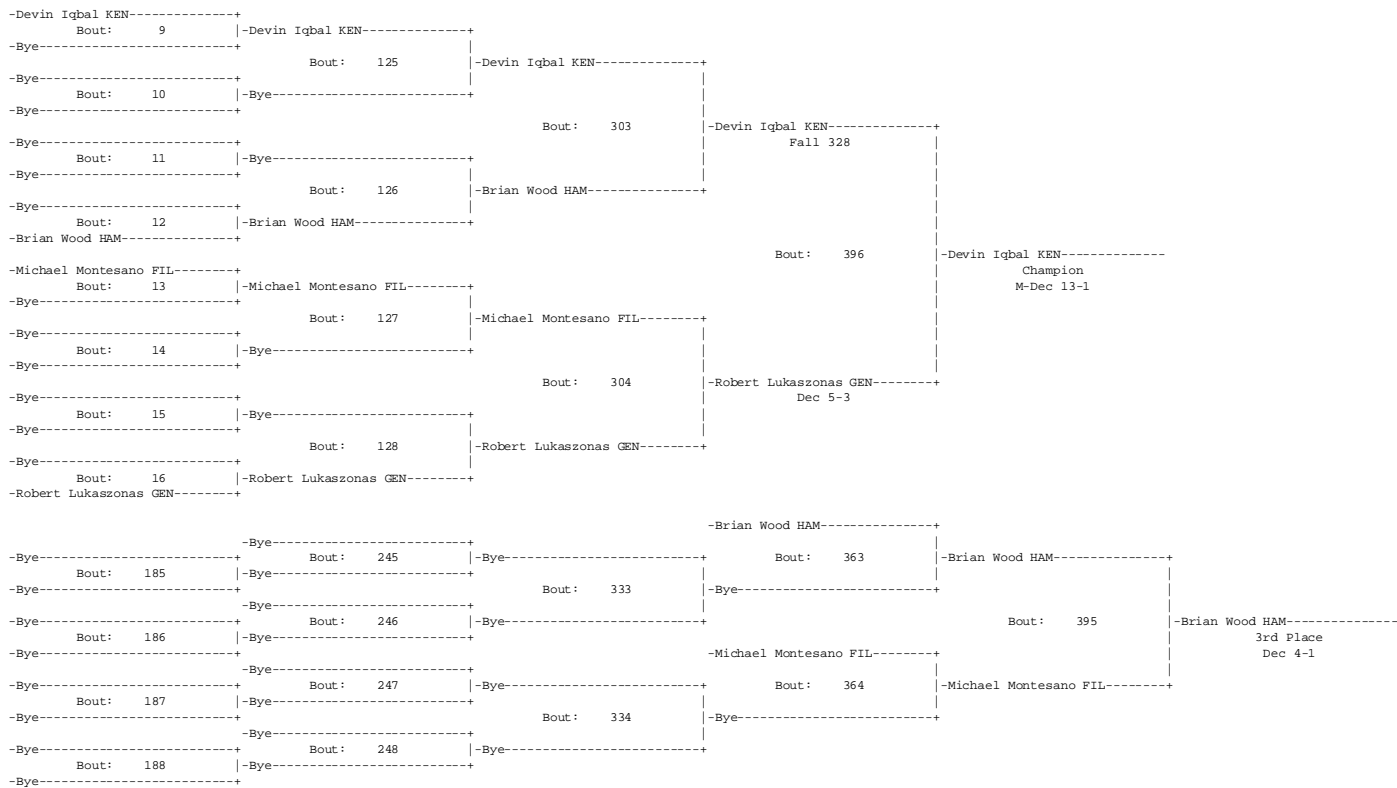 -Devin Iqbal KEN--------------+
Bout: 9 |-Devin Iqbal KEN--------------+
-Bye--------------------------+ |
Bout: 125 |-Devin Iqbal KEN--------------+
-Bye--------------------------+ | |
Bout: 10 |-Bye--------------------------+ |
-Bye--------------------------+ |
Bout: 303 |-Devin Iqbal KEN--------------+
-Bye--------------------------+ | Fall 328 |
Bout: 11 |-Bye--------------------------+ | |
-Bye--------------------------+ | | |
Bout: 126 |-Brian Wood HAM---------------+ |
-Bye--------------------------+ | |
Bout: 12 |-Brian Wood HAM---------------+ |
-Brian Wood HAM---------------+ |
Bout: 396 |-Devin Iqbal KEN--------------
-Michael Montesano FIL--------+ | Champion
Bout: 13 |-Michael Montesano FIL--------+ | M-Dec 13-1
-Bye--------------------------+ | |
Bout: 127 |-Michael Montesano FIL--------+ |
-Bye--------------------------+ | | |
Bout: 14 |-Bye--------------------------+ | |
-Bye--------------------------+ | |
Bout: 304 |-Robert Lukaszonas GEN--------+
-Bye--------------------------+ | Dec 5-3
Bout: 15 |-Bye--------------------------+ |
-Bye--------------------------+ | |
Bout: 128 |-Robert Lukaszonas GEN--------+
-Bye--------------------------+ |
Bout: 16 |-Robert Lukaszonas GEN--------+
-Robert Lukaszonas GEN--------+
-Brian Wood HAM---------------+
-Bye--------------------------+ |
-Bye--------------------------+ Bout: 245 |-Bye--------------------------+ Bout: 363 |-Brian Wood HAM---------------+
Bout: 185 |-Bye--------------------------+ | | |
-Bye--------------------------+ Bout: 333 |-Bye--------------------------+ |
-Bye--------------------------+ | |
-Bye--------------------------+ Bout: 246 |-Bye--------------------------+ Bout: 395 |-Brian Wood HAM---------------
Bout: 186 |-Bye--------------------------+ | 3rd Place
-Bye--------------------------+ -Michael Montesano FIL--------+ | Dec 4-1
-Bye--------------------------+ | |
-Bye--------------------------+ Bout: 247 |-Bye--------------------------+ Bout: 364 |-Michael Montesano FIL--------+
Bout: 187 |-Bye--------------------------+ | |
-Bye--------------------------+ Bout: 334 |-Bye--------------------------+
-Bye--------------------------+ |
-Bye--------------------------+ Bout: 248 |-Bye--------------------------+
Bout: 188 |-Bye--------------------------+
-Bye--------------------------+